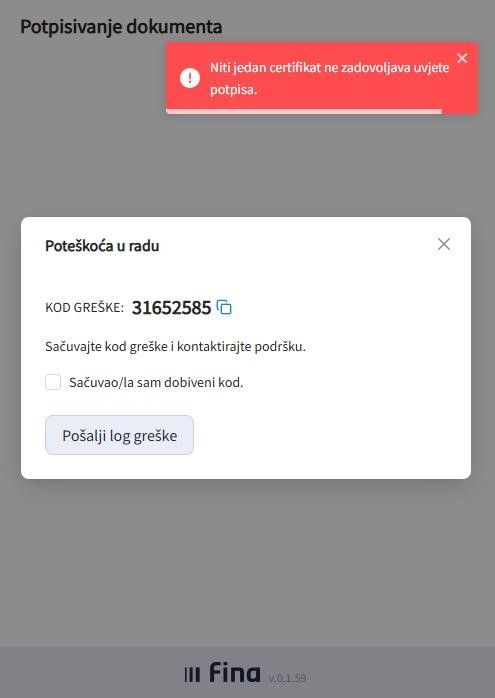 Potpisivanje dokumenta
Niti jedan certifikat ne zadovoljava uvjete
potpisa.
Poteškoća u radu
KOD GREŠKE: 31652585
Sačuvajte kod greške i kontaktirajte podršku.
Sačuvao/la sam dobiveni kod.
Pošalji log greške
Fina v.0.1.59